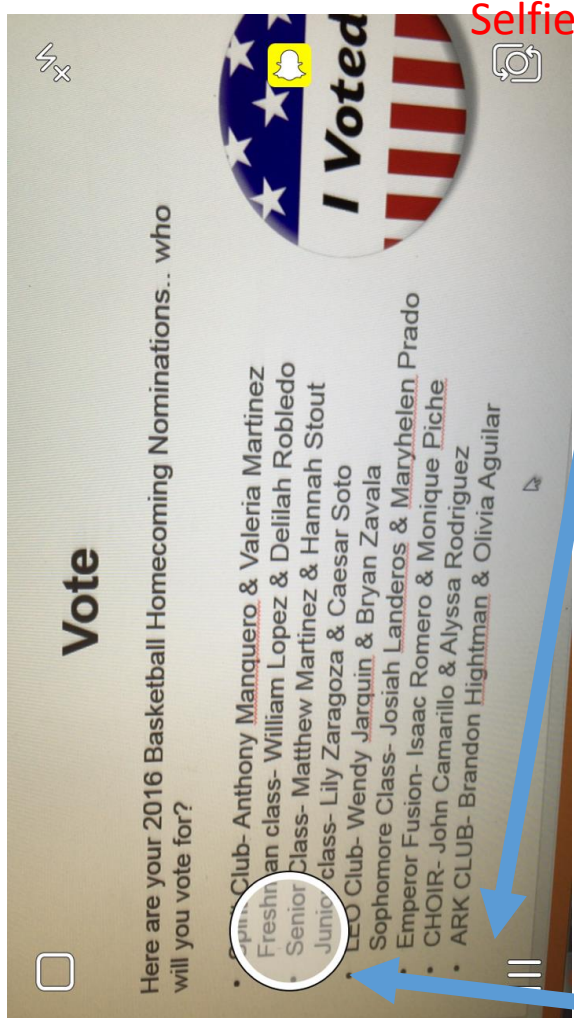 Selfie
Vote
Here are your 2016 Basketball Homecoming Nominations.. who
will you vote for?
Spirit Club- Anthony Manquero & Valeria Martinez
Freshman class- William Lopez & Delilah Robledo
Senior Class- Matthew Martinez & Hannah Stout
Junior class- Lily Zaragoza & Caesar Soto
LEO Club- Wendy Jarquin & Bryan Zavala
Sophomore Class- Josiah Landeros & Maryhelen Prado
Emperor Fusion- Isaac Romero & Monique Piche
CHOIR- John Camarillo & Alyssa Rodriguez
ARK CLUB- Brandon Hightman & Olivia Aguilar
I Voted